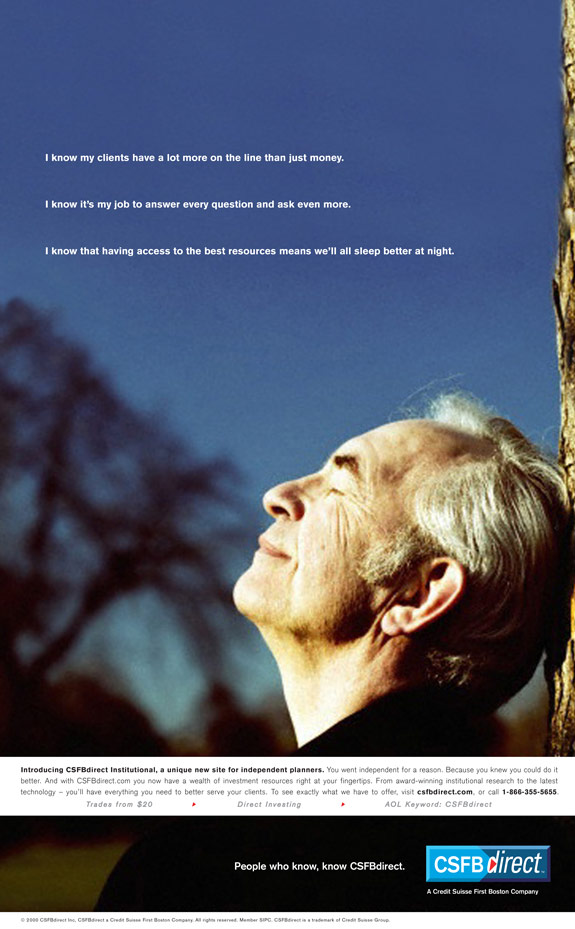 I know my clients have a lot more on the line than just money.
I know it's my job to answer every question and ask even more.
I know that having access to the best resources means we'll all sleep better at night.
Introducing CSFBdirect Institutional, a unique new site for independent planners. You went independent for a reason. Because you knew you could do it
better. And with CSFBdirect.com you now have a wealth of investment resources right at your fingertips. From award-winning institutional research to the latest
technology – you'll have everything you need to better serve your clients. To see exactly what we have to offer, visit csfbdirect.com, or call 1-866-355-5655.
Trades from $20 Direct Investing AOL Keyword: CSFBdirect
People who know, know CSFBdirect.
CSFB direct™
A Credit Suisse First Boston Company
© 2000 CSFBdirect Inc, CSFBdirect a Credit Suisse First Boston Company. All rights reserved. Member SIPC. CSFBdirect is a trademark of Credit Suisse Group.